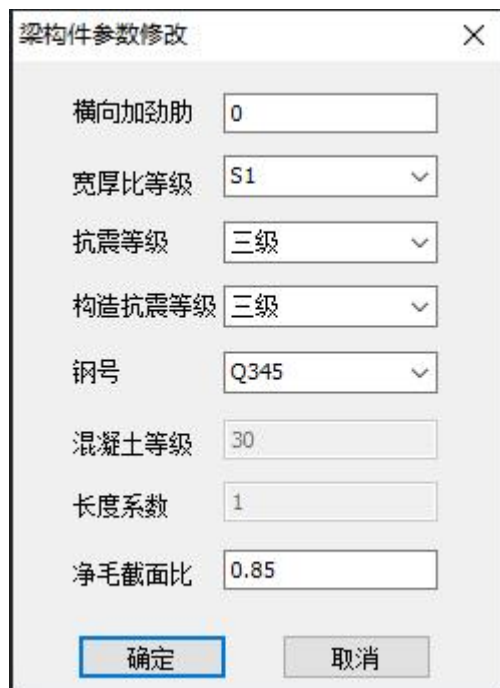 梁构件参数修改
横向加劲肋 0
宽厚比等级 S1
抗震等级 三级
构造抗震等级 三级
钢号 Q345
混凝土等级 30
长度系数 1
净毛截面比 0.85
确定 取消